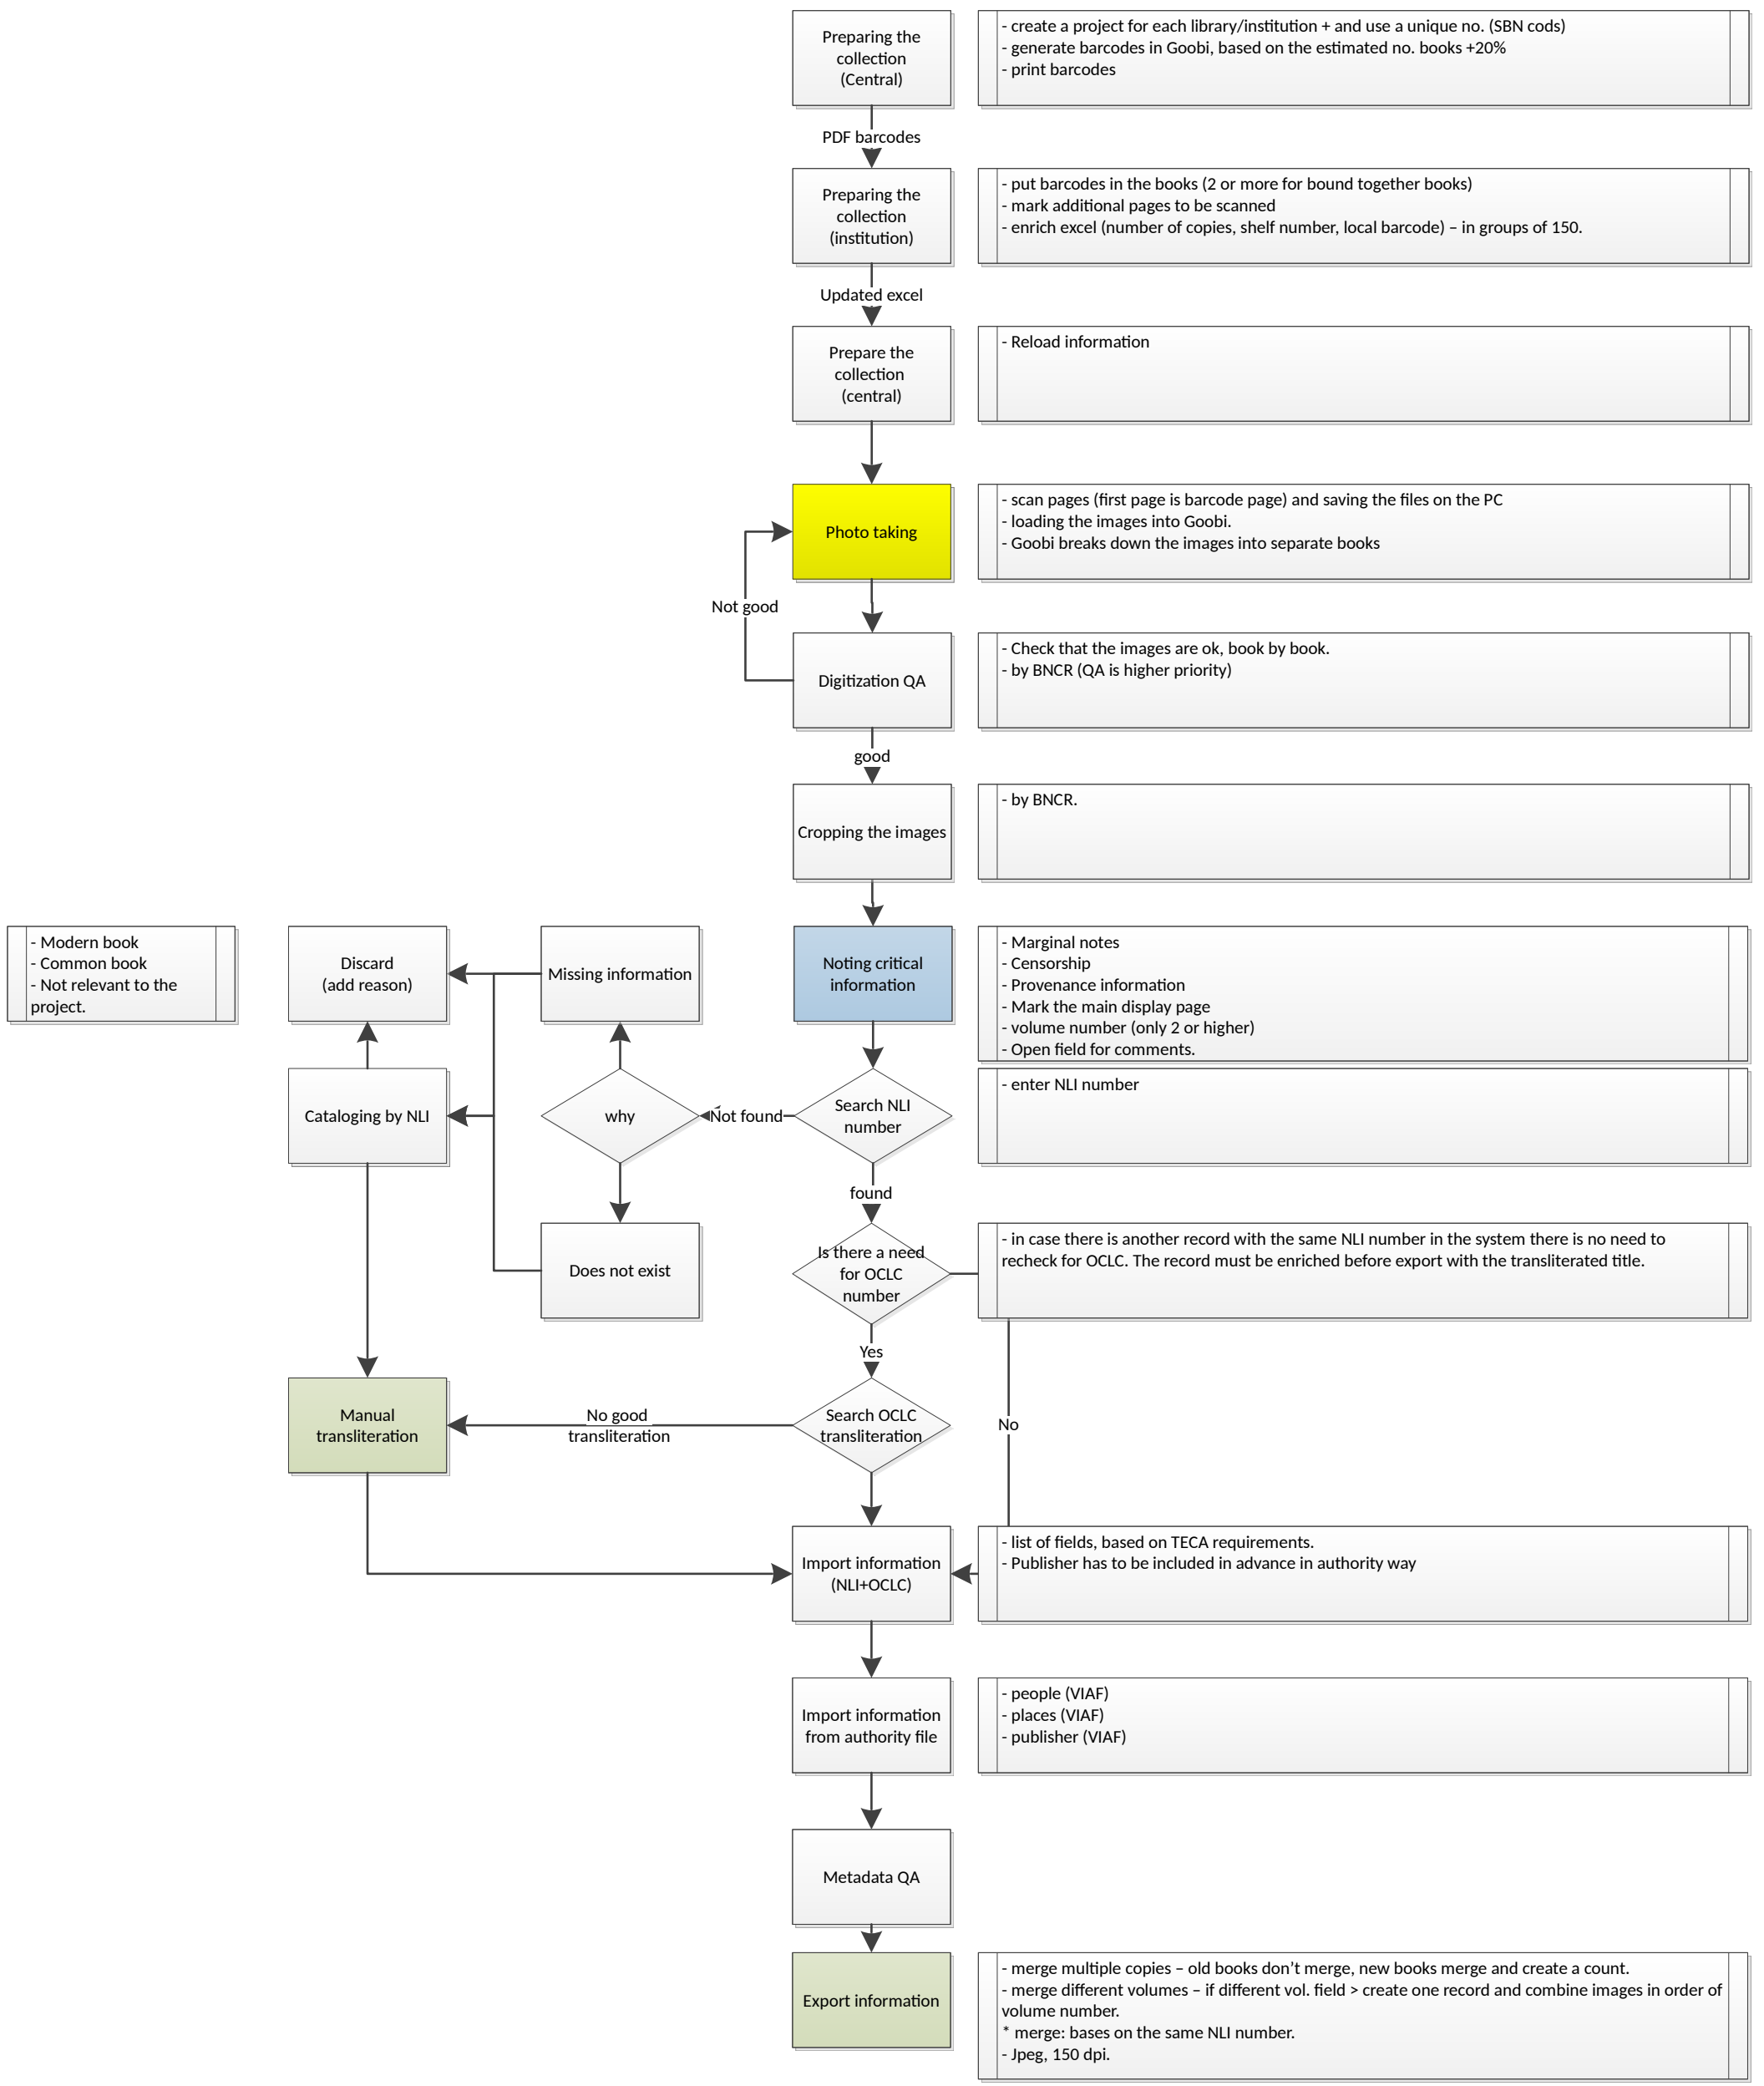 Preparing the
collection
(Central)
- create a project for each library/institution + and use a unique no. (SBN cods)
- generate barcodes in Goobi, based on the estimated no. books +20%
- print barcodes
PDF barcodes
Preparing the
collection
(institution)
- put barcodes in the books (2 or more for bound together books)
- mark additional pages to be scanned
- enrich excel (number of copies, shelf number, local barcode) – in groups of 150.
Updated excel
Prepare the
collection
(central)
- Reload information
Photo taking
- scan pages (first page is barcode page) and saving the files on the PC
- loading the images into Goobi.
- Goobi breaks down the images into separate books
Not good
Digitization QA
- Check that the images are ok, book by book.
- by BNCR (QA is higher priority)
good
Cropping the images
- by BNCR.
- Modern book
- Common book
- Not relevant to the
project.
Discard
(add reason)
Missing information
Noting critical
information
- Marginal notes
- Censorship
- Provenance information
- Mark the main display page
- volume number (only 2 or higher)
- Open field for comments.
Cataloging by NLI
why
Not found
Search NLI
number
- enter NLI number
found
Does not exist
Is there a need
for OCLC
number
- in case there is another record with the same NLI number in the system there is no need to
recheck for OCLC. The record must be enriched before export with the transliterated title.
Yes
Manual
transliteration
No good
transliteration
Search OCLC
transliteration
No
Import information
(NLI+OCLC)
- list of fields, based on TECA requirements.
- Publisher has to be included in advance in authority way
Import information
from authority file
- people (VIAF)
- places (VIAF)
- publisher (VIAF)
Metadata QA
Export information
- merge multiple copies – old books don’t merge, new books merge and create a count.
- merge different volumes – if different vol. field > create one record and combine images in order of
volume number.
* merge: bases on the same NLI number.
- Jpeg, 150 dpi.